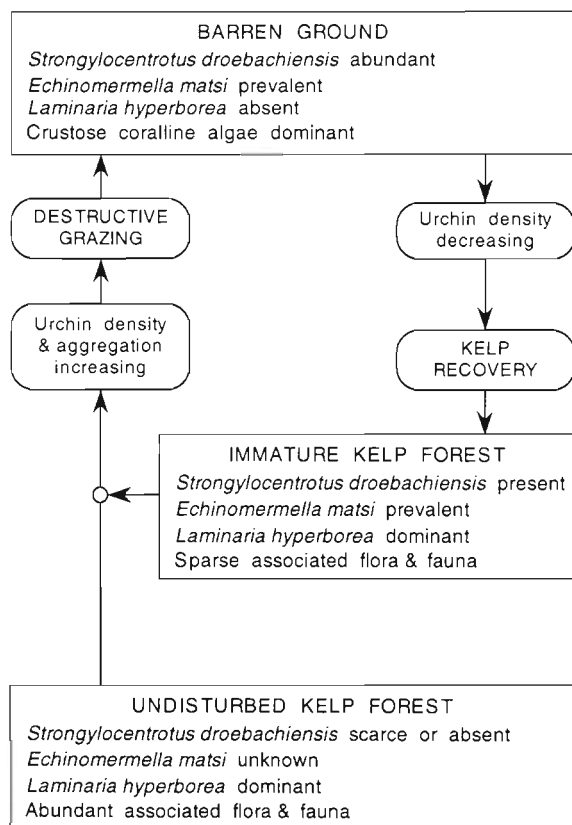 BARREN GROUND
Strongylocentrotus droebachiensis abundant
Echinomermella matsi prevalent
Laminaria hyperborea absent
Crustose coralline algae dominant
DESTRUCTIVE
GRAZING
Urchin density
decreasing
Urchin density
& aggregation
increasing
KELP
RECOVERY
IMMATURE KELP FOREST
Strongylocentrotus droebachiensis present
Echinomermella matsi prevalent
Laminaria hyperborea dominant
Sparse associated flora & fauna
UNDISTURBED KELP FOREST
Strongylocentrotus droebachiensis scarce or absent
Echinomermella matsi unknown
Laminaria hyperborea dominant
Abundant associated flora & fauna